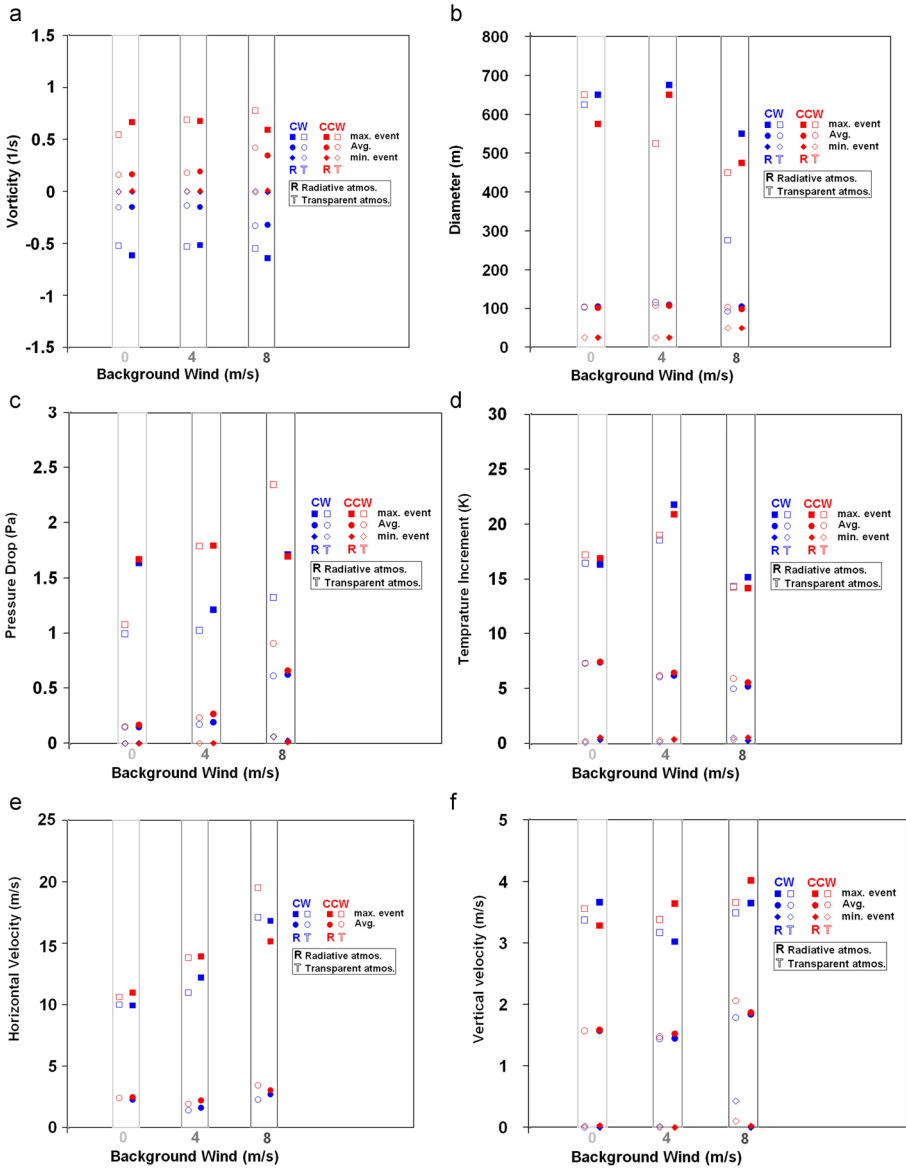 a
1.5
1
0.5
0
-0.5
-1
-1.5
Vorticity (1/s)
0 4 8
Background Wind (m/s)
CW CCW
max. event
Avg.
min. event
R T R T
R Radiative atmos.
T Transparent atmos.
b
800
700
600
500
400
300
200
100
0
Diameter (m)
0 4 8
Background Wind (m/s)
CW CCW
max. event
Avg.
min. event
R T R T
R Radiative atmos.
T Transparent atmos.
c
3
2.5
2
1.5
1
0.5
0
Pressure Drop (Pa)
0 4 8
Background Wind (m/s)
CW CCW
max. event
Avg.
min. event
R T R T
R Radiative atmos.
T Transparent atmos.
d
30
25
20
15
10
5
0
Temprature Increment (K)
0 4 8
Background Wind (m/s)
CW CCW
max. event
Avg.
min. event
R T R T
R Radiative atmos.
T Transparent atmos.
e
25
20
15
10
5
0
Horizontal Velocity (m/s)
0 4 8
Background Wind (m/s)
CW CCW
max. event
Avg.
R T R T
R Radiative atmos.
T Transparent atmos.
f
5
4
3
2
1
0
Vertical velocity (m/s)
0 4 8
Background Wind (m/s)
CW CCW
max. event
Avg.
min. event
R T R T
R Radiative atmos.
T Transparent atmos.